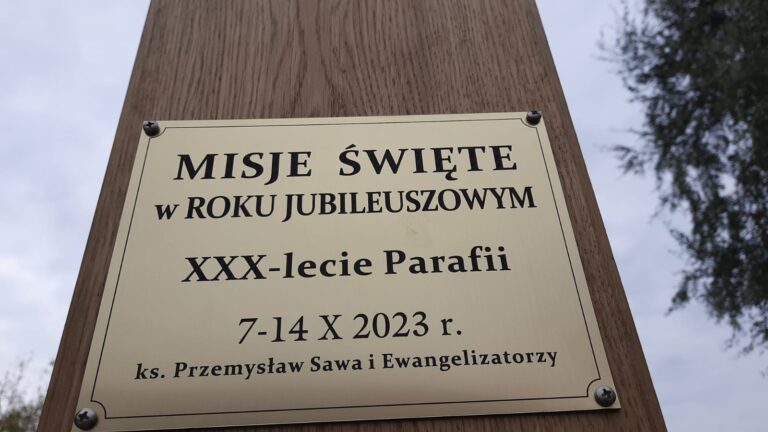 MISJE ŚWIĘTE
w ROKU JUBILEUSZOWYM
XXX-lecie Parafii
7-14 X 2023 r.
ks. Przemysław Sawa i Ewangelizatorzy